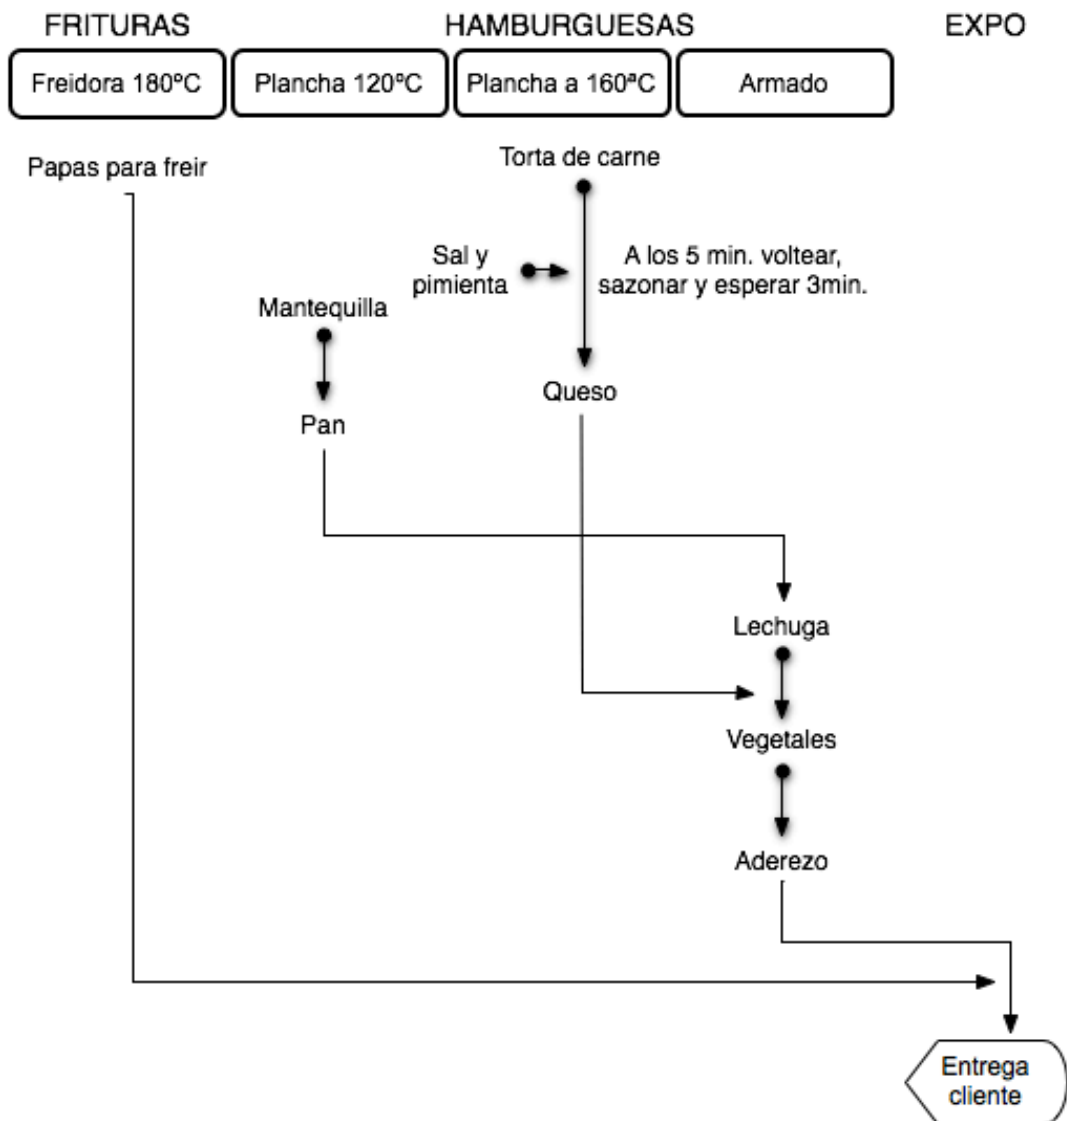 FRITURAS
HAMBURGUESAS
EXPO
Freidora 180ºC
Plancha 120ºC
Plancha a 160ªC
Armado
Papas para freir
Torta de carne
Sal y
pimienta
A los 5 min. voltear,
sazonar y esperar 3min.
Mantequilla
Queso
Pan
Lechuga
Vegetales
Aderezo
Entrega
cliente